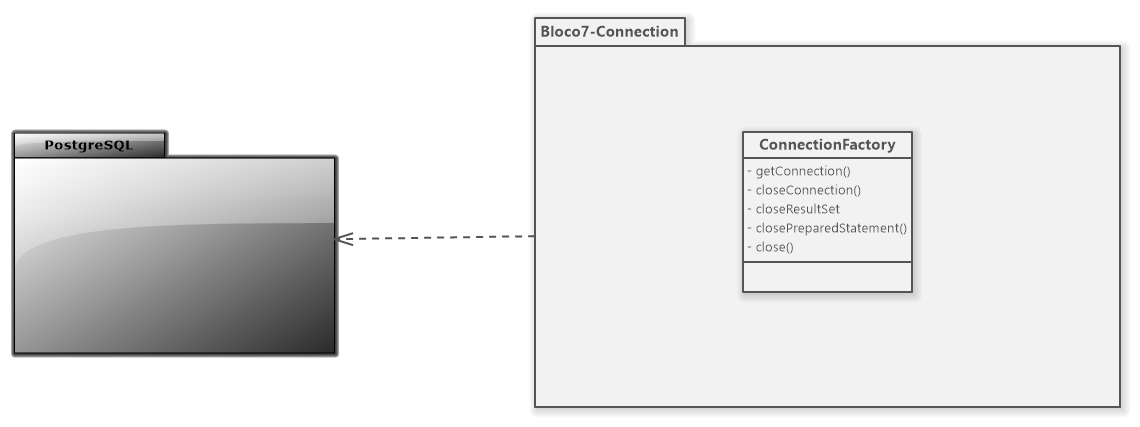 Bloco7-Connection
PostgreSQL
ConnectionFactory
- getConnection()
- closeConnection()
- closeResultSet
- closePreparedStatement()
- close()